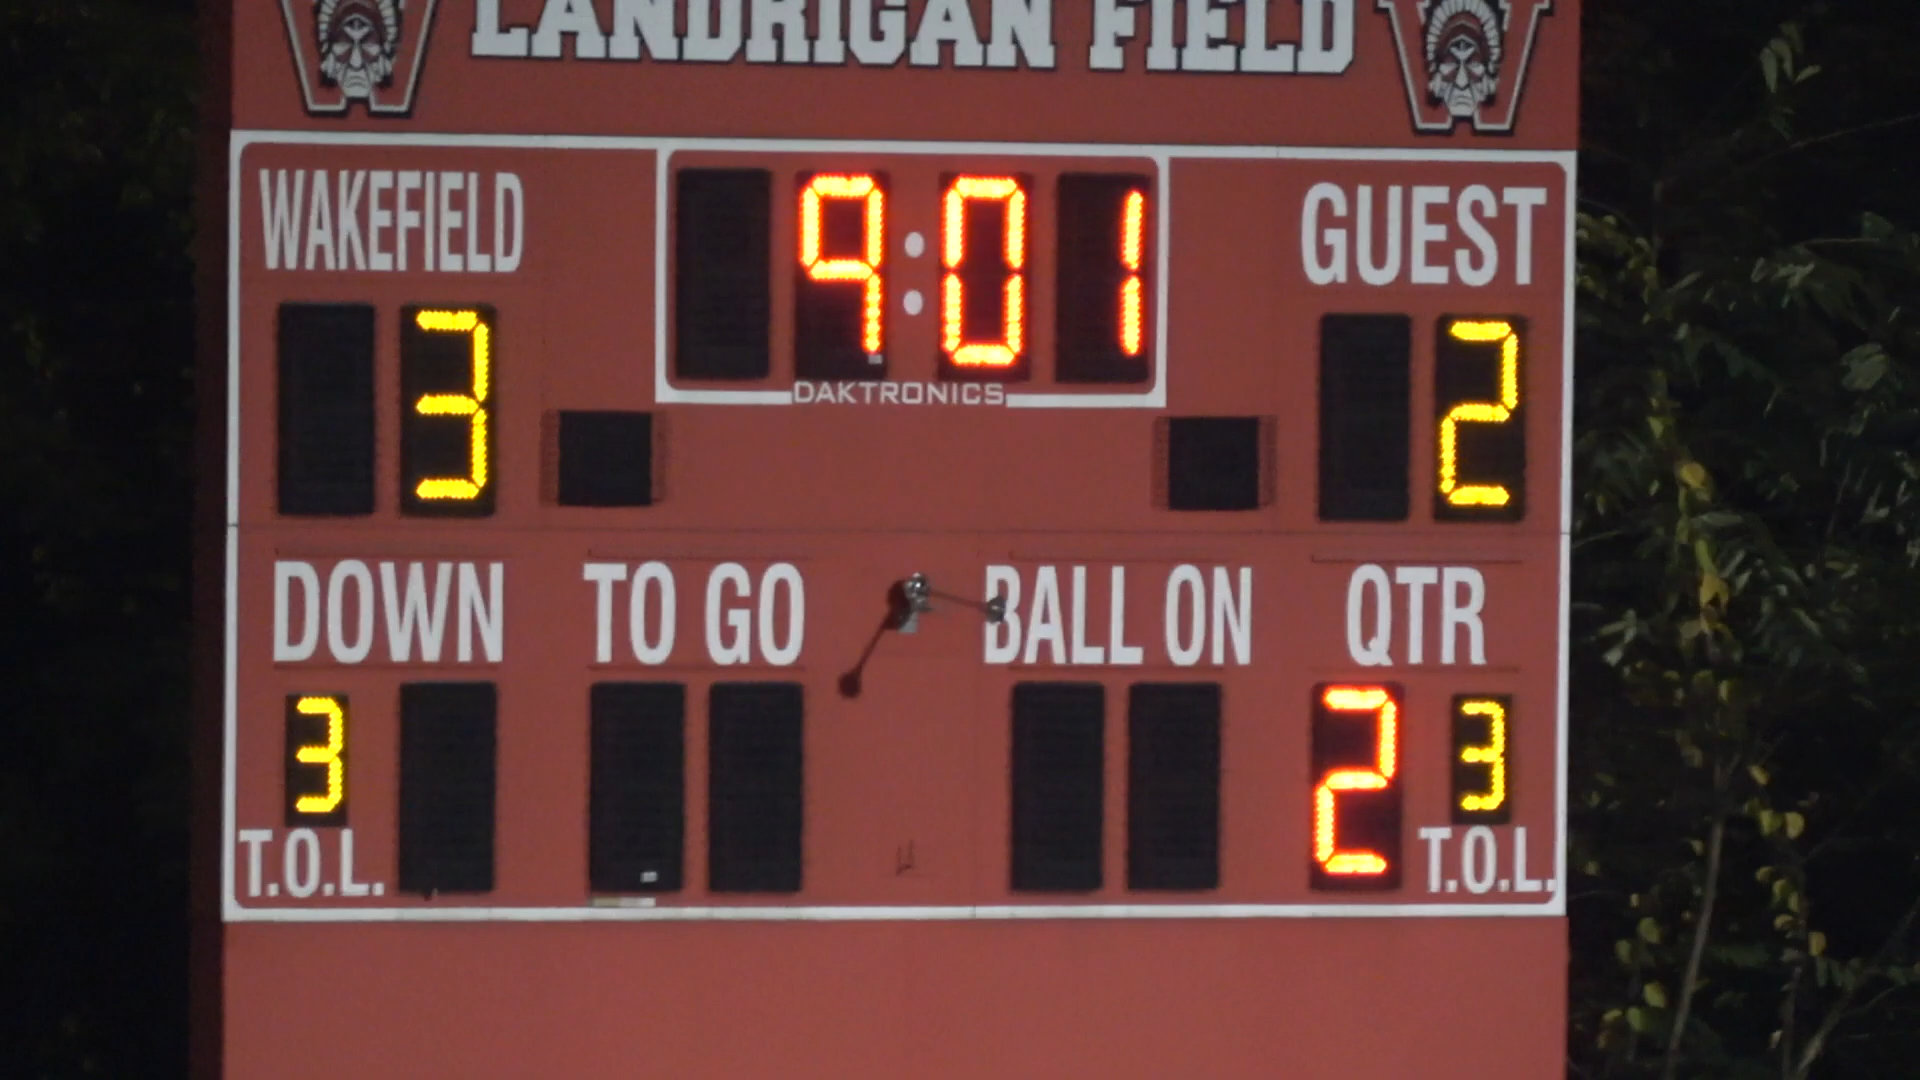 LANDRIGAN FIELD
WAKEFIELD
9:01
GUEST
3
2
DAKTRONICS
DOWN TO GO BALL ON QTR
3
2
3
T.O.L.
T.O.L.